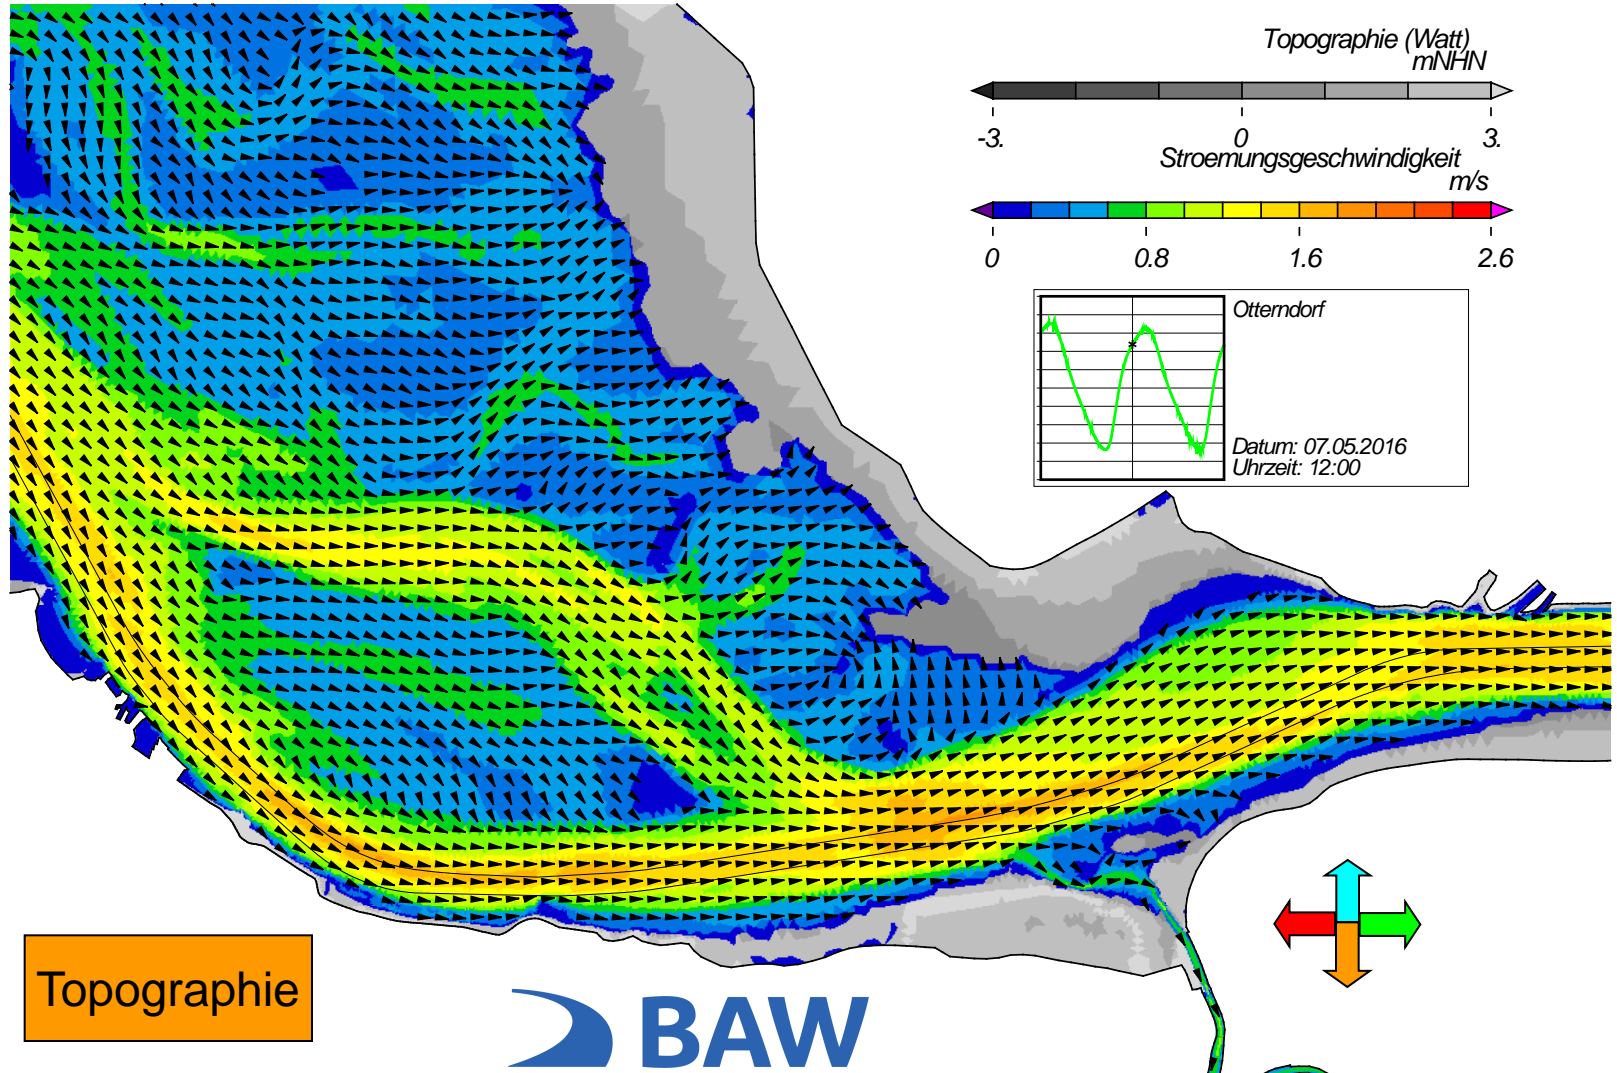 Topographie (Watt)
mNHN
-3. 0 3.
Stroemungsgeschwindigkeit
m/s
0 0.8 1.6 2.6
Otterndorf
Datum: 07.05.2016
Uhrzeit: 12:00
Topographie
BAW